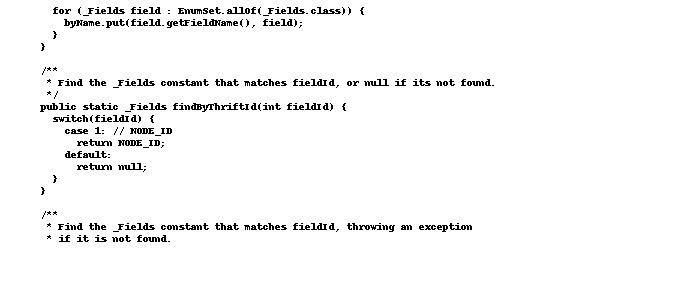 for (_Fields field : EnumSet.allOf(_Fields.class)) {
byName.put(field.getFieldName(), field);
}
}
/**
* Find the _Fields constant that matches fieldId, or null if its not found.
*/
public static _Fields findByThriftId(int fieldId) {
switch(fieldId) {
case 1: // NODE_ID
return NODE_ID;
default:
return null;
}
}
/**
* Find the _Fields constant that matches fieldId, throwing an exception
* if it is not found.